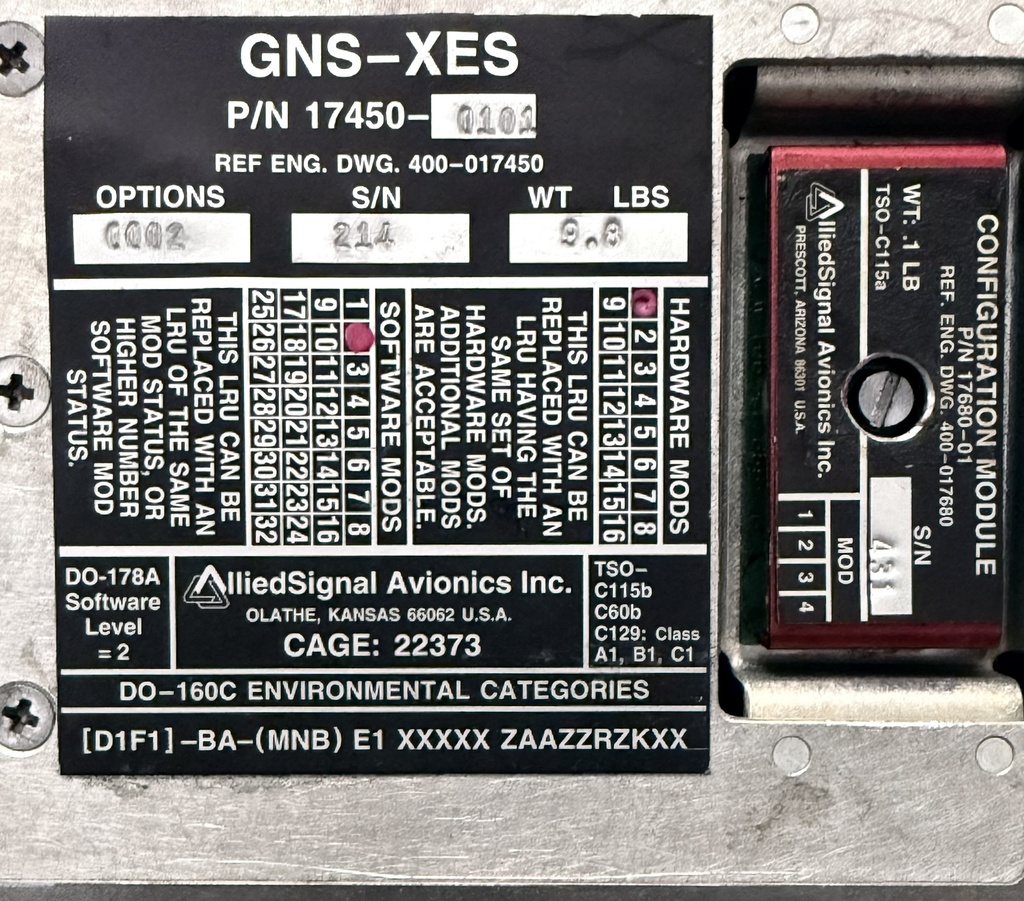 GNS-XES
P/N 17450-0101
REF ENG. DWG. 400-017450
OPTIONS S/N WT LBS
0002 214 9.8
HARDWARE MODS
2 3 4 5 6 7 8
9 10 11 12 13 14 15 16
THIS LRU CAN BE
REPLACED WITH AN
LRU HAVING THE
SAME SET OF
HARDWARE MODS.
ADDITIONAL MODS
ARE ACCEPTABLE.
SOFTWARE MODS
1 3 4 5 6 7 8
9 10 11 12 13 14 15 16
17 18 19 20 21 22 23 24
25 26 27 28 29 30 31 32
THIS LRU CAN BE
REPLACED WITH AN
LRU OF THE SAME
MOD STATUS, OR
HIGHER NUMBER
SOFTWARE MOD
STATUS.
DO-178A
Software
Level
= 2
AlliedSignal Avionics Inc.
OLATHE, KANSAS 66062 U.S.A.
CAGE: 22373
TSO-
C115b
C60b
C129: Class
A1, B1, C1
DO-160C ENVIRONMENTAL CATEGORIES
[D1F1]-BA-(MNB) E1 XXXXX ZAAZZRZKXX
CONFIGURATION MODULE
P/N 17680-01
REF. ENG. DWG. 400-017680
WT: .1 LB
TSO-C115a
S/N
431
AlliedSignal Avionics Inc.
PRESCOTT, ARIZONA 86301 U.S.A.
MOD
1 2 3 4